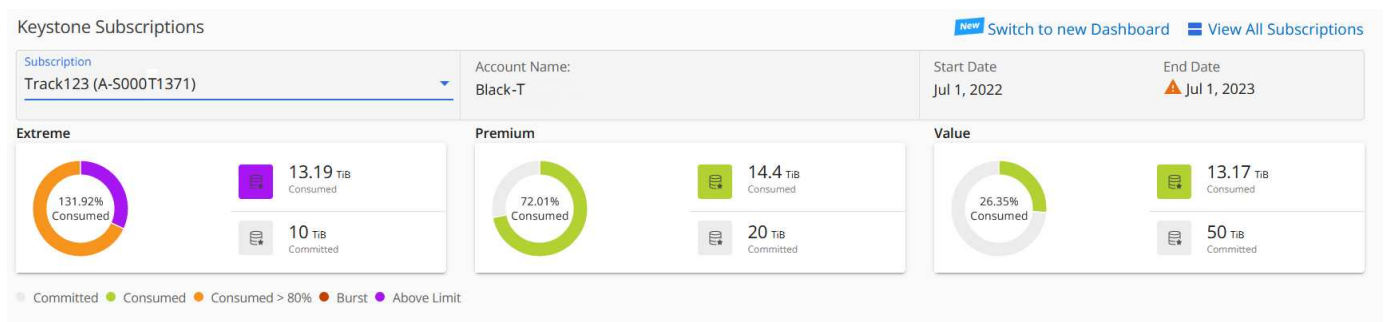 Keystone Subscriptions
New Switch to new Dashboard View All Subscriptions
Subscription
Track123 (A-S000T1371)
Account Name:
Black-T
Start Date
Jul 1, 2022
End Date
Jul 1, 2023
Extreme
131.92%
Consumed
13.19 TiB
Consumed
10 TiB
Committed
Premium
72.01%
Consumed
14.4 TiB
Consumed
20 TiB
Committed
Value
26.35%
Consumed
13.17 TiB
Consumed
50 TiB
Committed
Committed Consumed Consumed > 80% Burst Above Limit